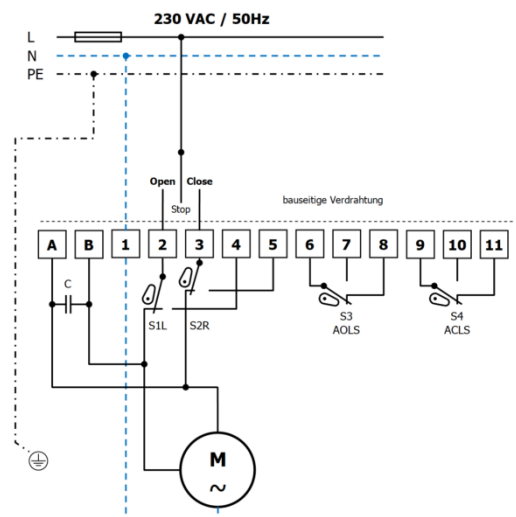 230 VAC / 50Hz
L
N
PE
Open Close
Stop
bauseitige Verdrahtung
A B 1 2 3 4 5 6 7 8 9 10 11
C
S1L S2R S3 S4
AOLS ACLS
M
~